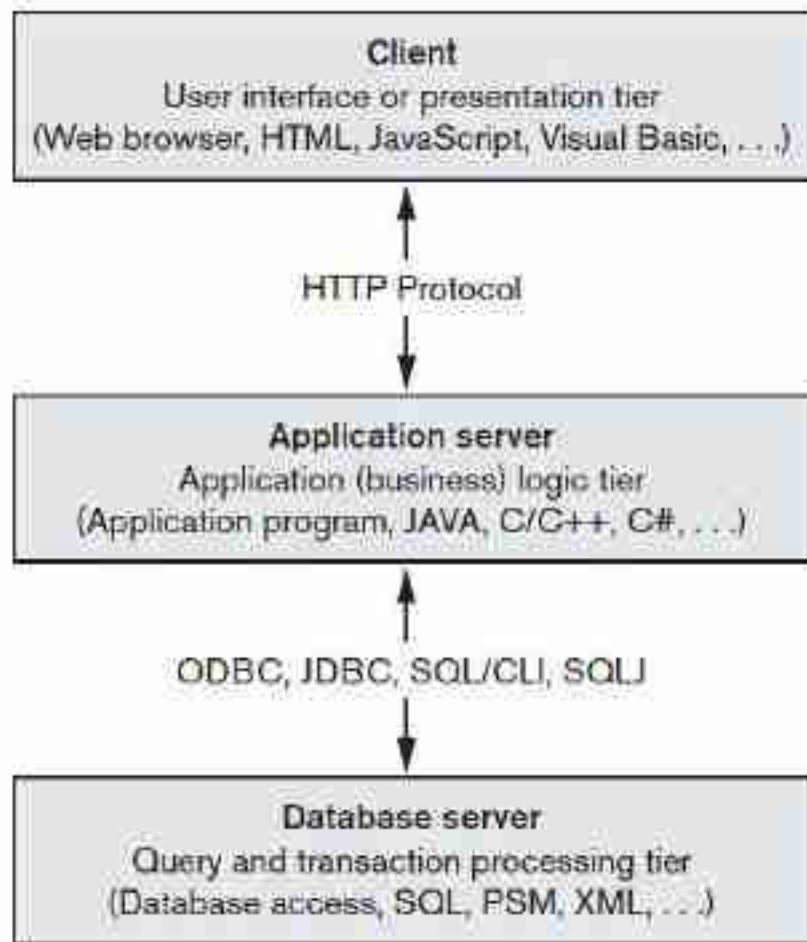 Client
User interface or presentation tier
(Web browser, HTML, JavaScript, Visual Basic, . . .)
HTTP Protocol
Application server
Application (business) logic tier
(Application program, JAVA, C/C++, C#, . . .)
ODBC, JDBC, SQL/CLI, SQLJ
Database server
Query and transaction processing tier
(Database access, SQL, PSM, XML, . . .)